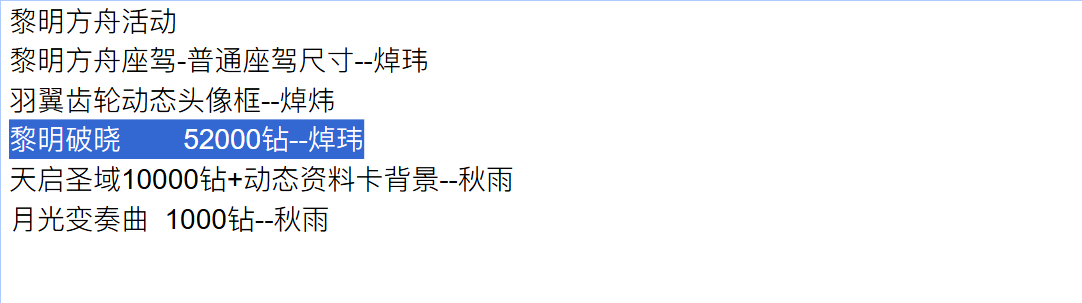 黎明方舟活动
黎明方舟座驾-普通座驾尺寸--焯玮
羽翼齿轮动态头像框--焯炜
黎明破晓        52000钻--焯玮
天启圣域10000钻+动态资料卡背景--秋雨
月光变奏曲  1000钻--秋雨